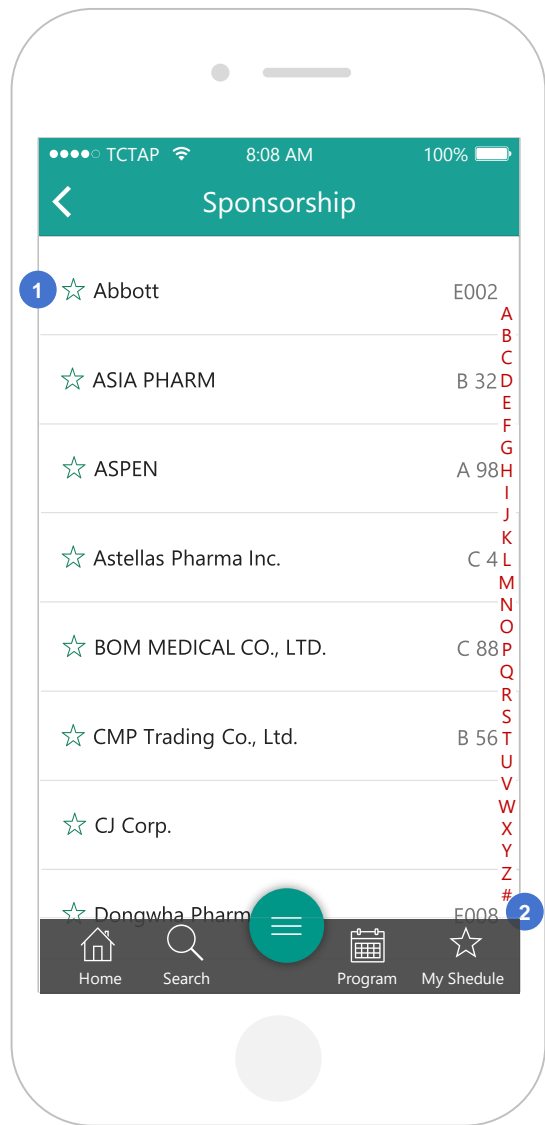 TCTAP 8:08 AM 100%
Sponsorship
1 Abbott E002
ASIA PHARM B 32
ASPEN A 98
Astellas Pharma Inc. C 4
BOM MEDICAL CO., LTD. C 88
CMP Trading Co., Ltd. B 56
CJ Corp.
Dongwha Pharm E008
A
B
C
D
E
F
G
H
I
J
K
L
M
N
O
P
Q
R
S
T
U
V
W
X
Y
Z
#
2
Home Search Program My Shedule